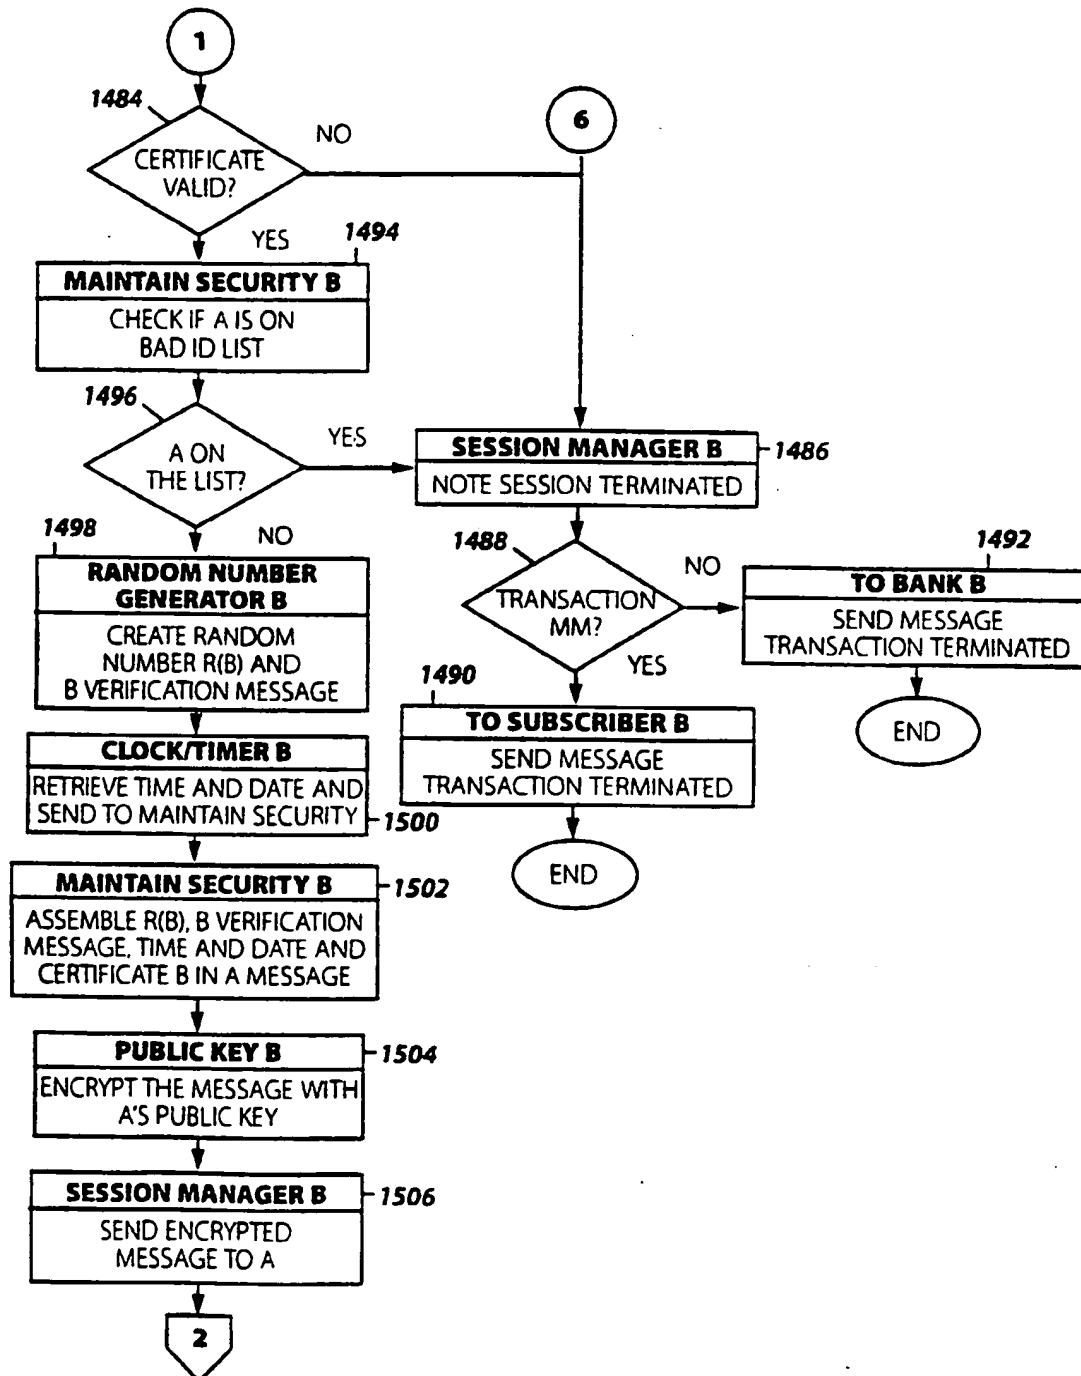 1
1484
CERTIFICATE
VALID?
NO
6
YES
1494
MAINTAIN SECURITY B
CHECK IF A IS ON
BAD ID LIST
1496
A ON
THE LIST?
YES
SESSION MANAGER B
1486
NOTE SESSION TERMINATED
NO
1498
RANDOM NUMBER
GENERATOR B
CREATE RANDOM
NUMBER R(B) AND
B VERIFICATION MESSAGE
1488
TRANSACTION
MM?
NO
1492
TO BANK B
SEND MESSAGE
TRANSACTION TERMINATED
END
YES
1490
TO SUBSCRIBER B
SEND MESSAGE
TRANSACTION TERMINATED
END
CLOCK/TIMER B
RETRIEVE TIME AND DATE AND
SEND TO MAINTAIN SECURITY
1500
MAINTAIN SECURITY B
1502
ASSEMBLE R(B), B VERIFICATION
MESSAGE, TIME AND DATE AND
CERTIFICATE B IN A MESSAGE
PUBLIC KEY B
1504
ENCRYPT THE MESSAGE WITH
A'S PUBLIC KEY
SESSION MANAGER B
1506
SEND ENCRYPTED
MESSAGE TO A
2